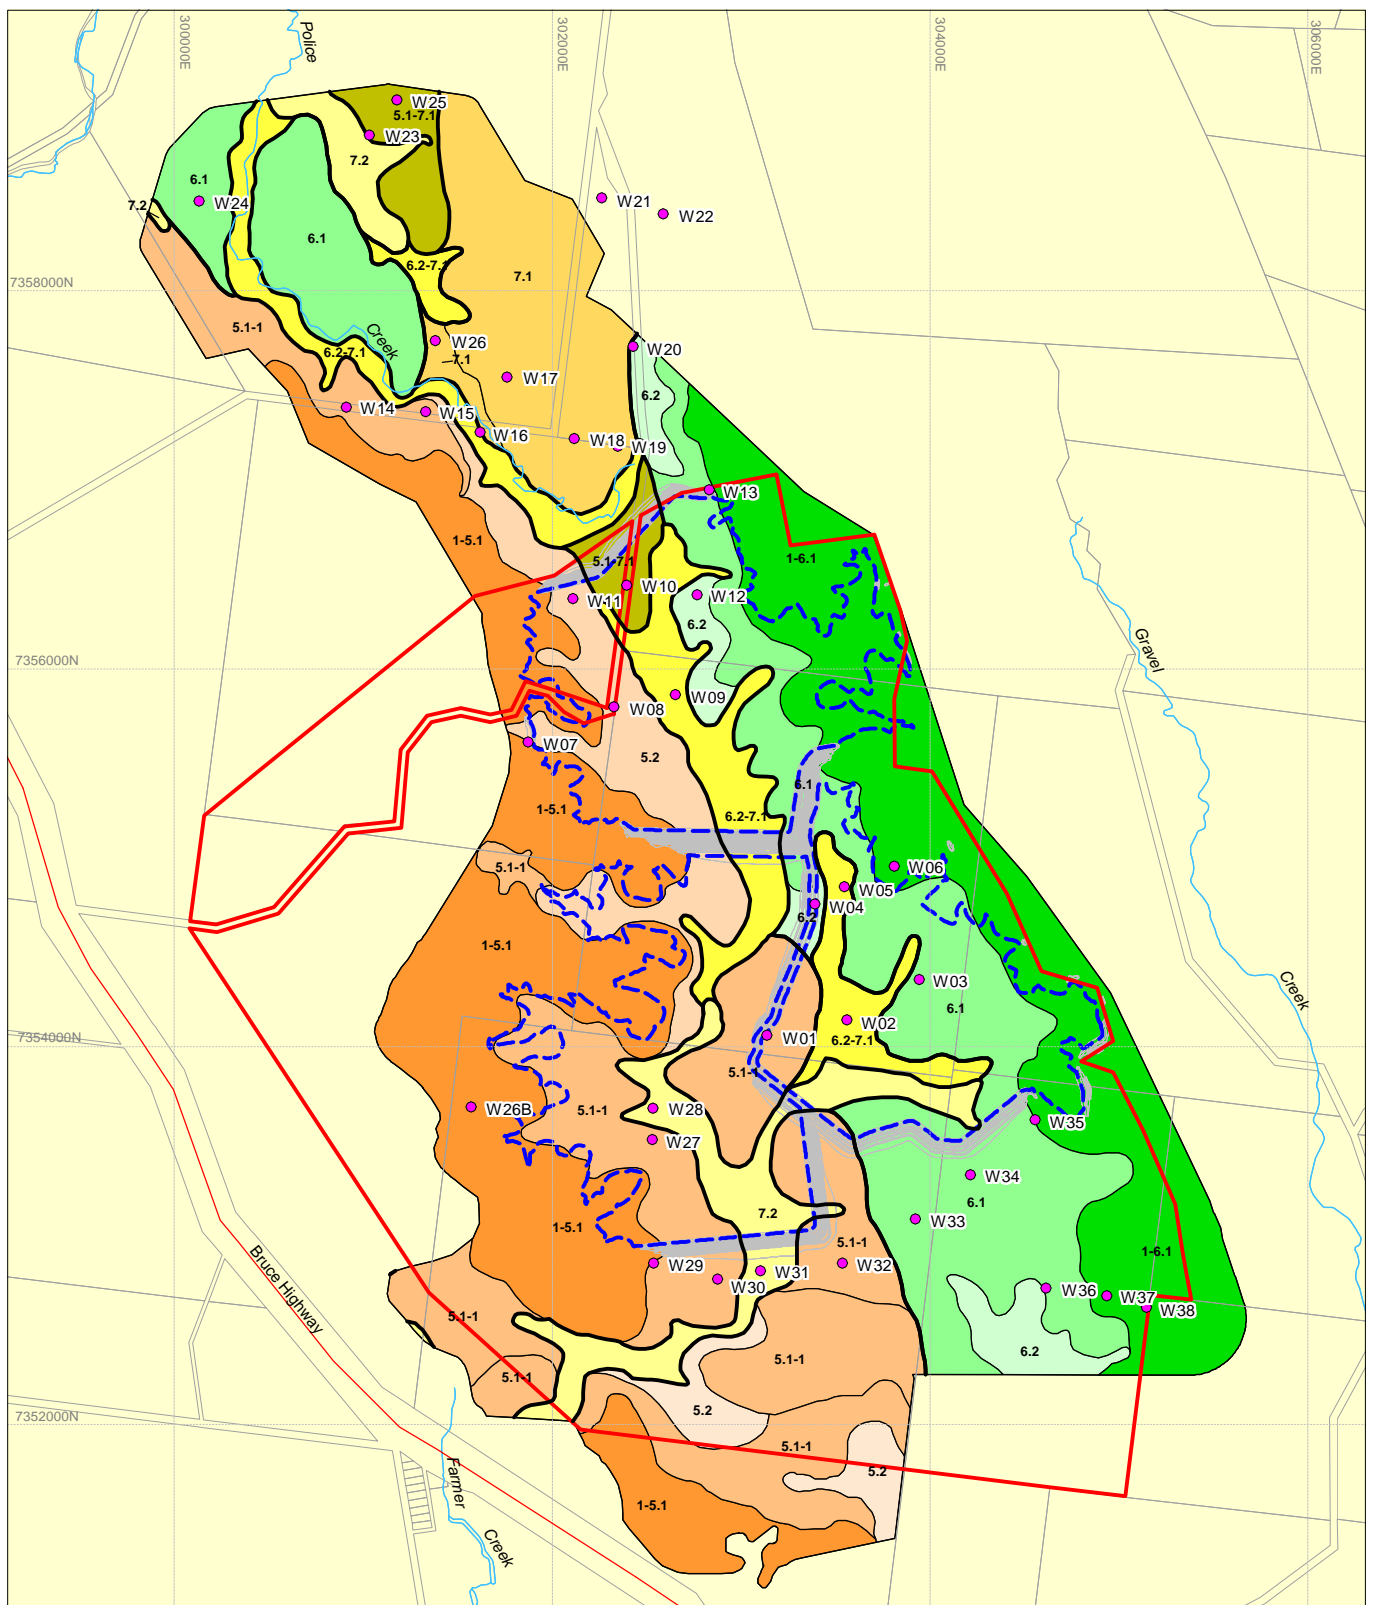 300000E
302000E
304000E
306000E
Police
W25
5.1-7.1
W23
7.2
6.1
W24
7.2
W21
W22
6.1
6.2-7.1
7.1
7358000N
5.1-1
Creek
W26
7.1
6.2-7.1
W20
W17
6.2
W14
W15
W16
W18
W19
W13
1-5.1
5.1-7.1
1-6.1
W10
W11
W12
6.2
Gravel
7356000N
W09
W08
W07
5.2
6.1
1-5.1
6.2-7.1
5.1-1
W06
W05
W04
6.2
1-5.1
W03
Creek
6.1
W02
W01
6.2-7.1
7354000N
5.1-1
W26B
5.1-1
W28
W27
W35
W34
6.1
7.2
W33
1-5.1
5.1-1
1-6.1
Bruce Highway
W29
W32
W31
W30
W36
W37
W38
5.1-1
6.2
5.1-1
5.1-1
5.2
7352000N
5.1-1
5.2
Farmer
1-5.1
Creek